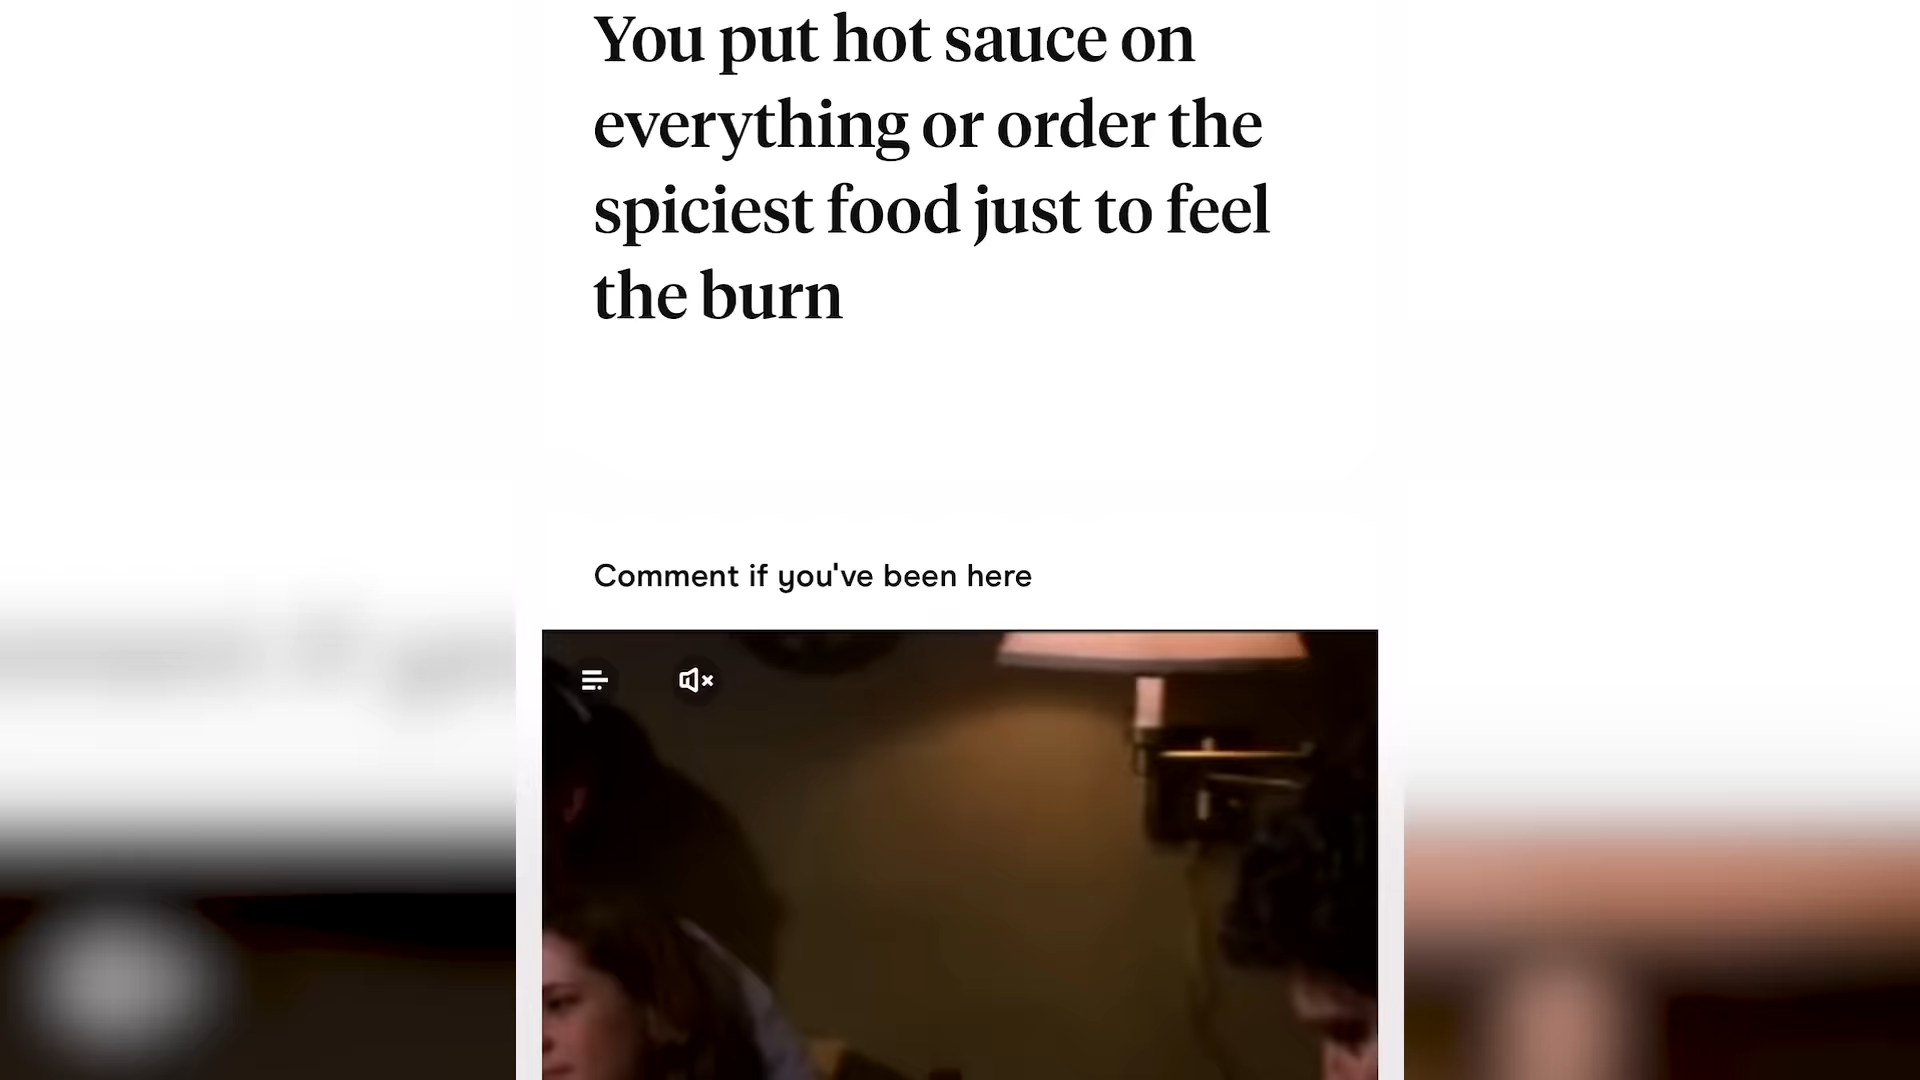 You put hot sauce on
everything or order the
spiciest food just to feel
the burn
Comment if you've been here